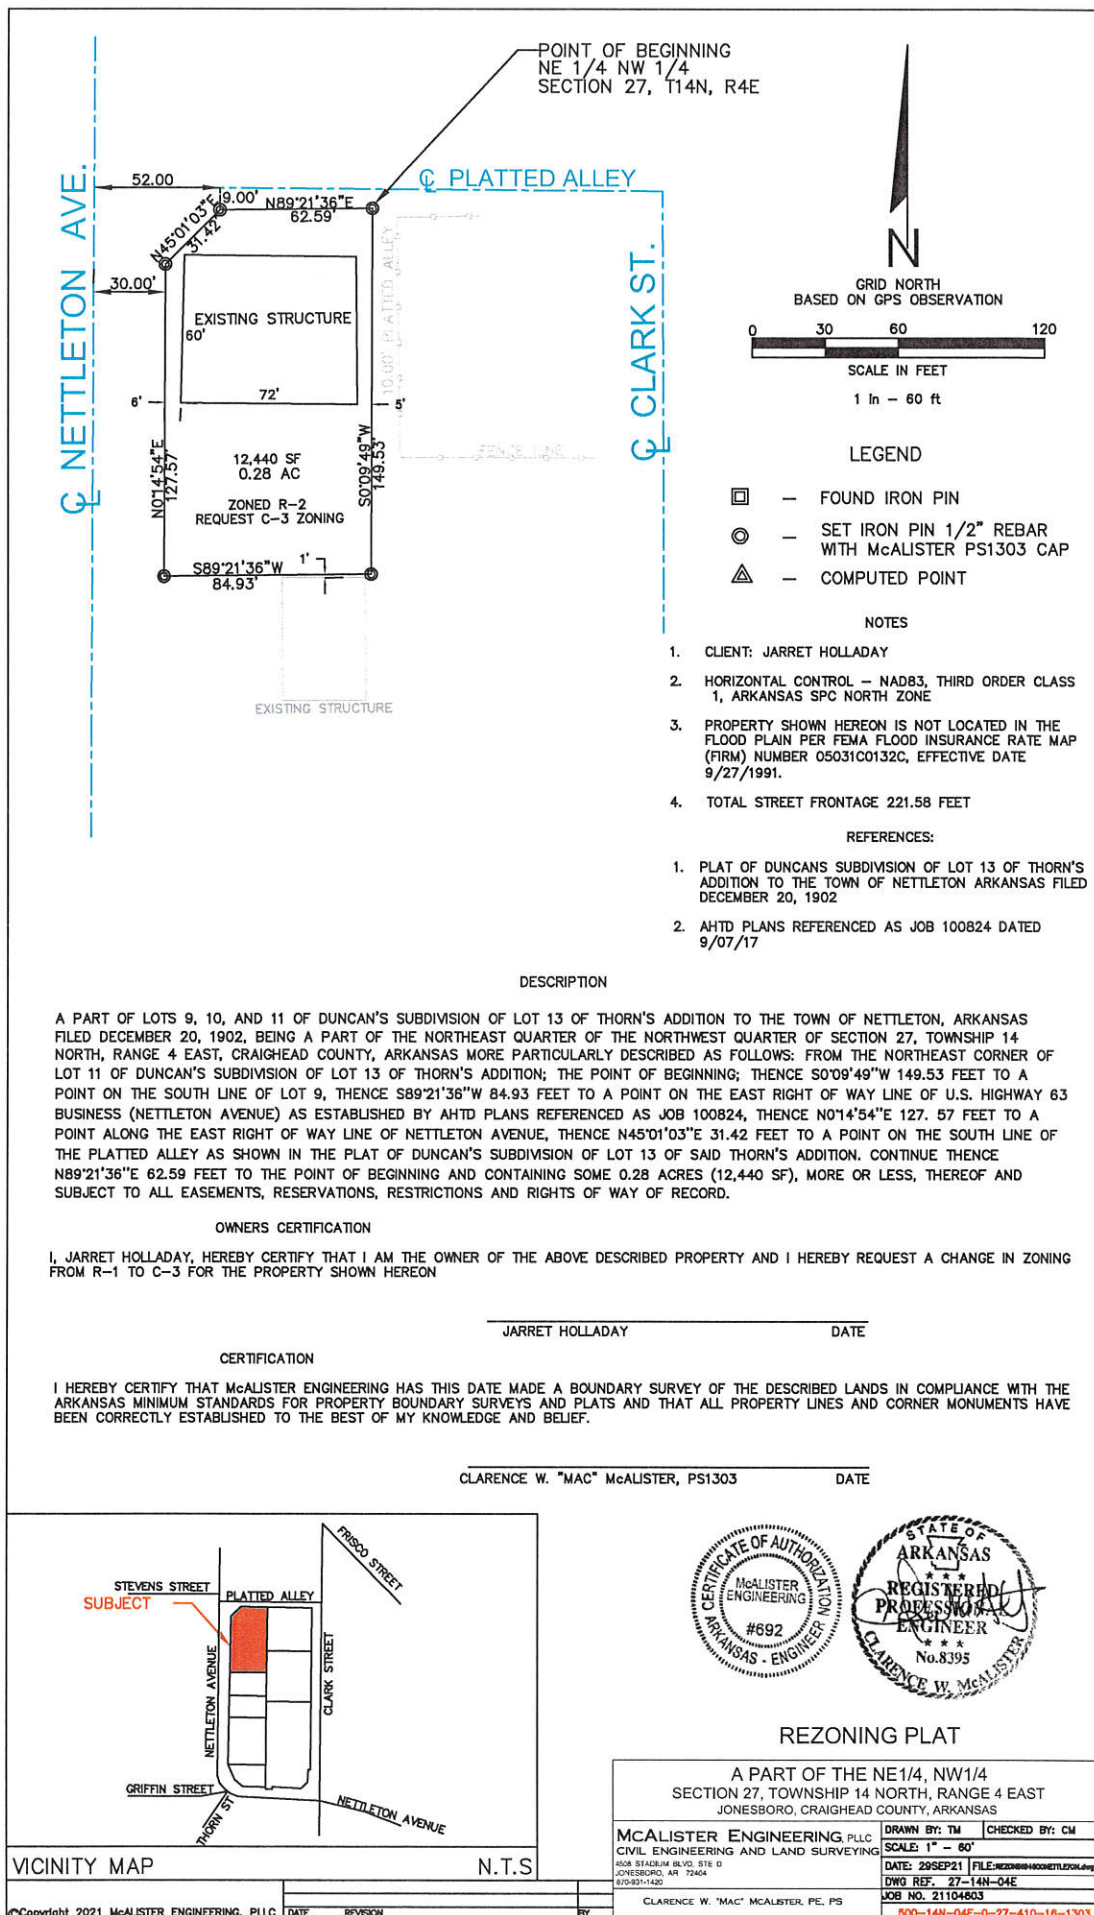 POINT OF BEGINNING
NE 1/4 NW 1/4
SECTION 27, T14N, R4E
℄ NETTLETON AVE.
52.00
9.00'
℄ PLATTED ALLEY
N89°21'36"E
62.59'
N45°01'03"E
31.42'
30.00'
EXISTING STRUCTURE
60'
72'
6'
5'
10.00' PLATTED ALLEY
FENCE LINE
℄ CLARK ST.
N0°14'54"E
127.57'
S0°09'49"W
149.53'
12,440 SF
0.28 AC
ZONED R-2
REQUEST C-3 ZONING
S89°21'36"W
84.93'
1'
EXISTING STRUCTURE
N
GRID NORTH
BASED ON GPS OBSERVATION
0 30 60 120
SCALE IN FEET
1 in - 60 ft
LEGEND
– FOUND IRON PIN
– SET IRON PIN 1/2" REBAR
WITH McALISTER PS1303 CAP
– COMPUTED POINT
NOTES
1. CLIENT: JARRET HOLLADAY
2. HORIZONTAL CONTROL – NAD83, THIRD ORDER CLASS
1, ARKANSAS SPC NORTH ZONE
3. PROPERTY SHOWN HEREON IS NOT LOCATED IN THE
FLOOD PLAIN PER FEMA FLOOD INSURANCE RATE MAP
(FIRM) NUMBER 05031C0132C, EFFECTIVE DATE
9/27/1991.
4. TOTAL STREET FRONTAGE 221.58 FEET
REFERENCES:
1. PLAT OF DUNCANS SUBDIVISION OF LOT 13 OF THORN'S
ADDITION TO THE TOWN OF NETTLETON ARKANSAS FILED
DECEMBER 20, 1902
2. AHTD PLANS REFERENCED AS JOB 100824 DATED
9/07/17
DESCRIPTION
A PART OF LOTS 9, 10, AND 11 OF DUNCAN'S SUBDIVISION OF LOT 13 OF THORN'S ADDITION TO THE TOWN OF NETTLETON, ARKANSAS
FILED DECEMBER 20, 1902, BEING A PART OF THE NORTHEAST QUARTER OF THE NORTHWEST QUARTER OF SECTION 27, TOWNSHIP 14
NORTH, RANGE 4 EAST, CRAIGHEAD COUNTY, ARKANSAS MORE PARTICULARLY DESCRIBED AS FOLLOWS: FROM THE NORTHEAST CORNER OF
LOT 11 OF DUNCAN'S SUBDIVISION OF LOT 13 OF THORN'S ADDITION; THE POINT OF BEGINNING; THENCE S0°09'49"W 149.53 FEET TO A
POINT ON THE SOUTH LINE OF LOT 9, THENCE S89°21'36"W 84.93 FEET TO A POINT ON THE EAST RIGHT OF WAY LINE OF U.S. HIGHWAY 63
BUSINESS (NETTLETON AVENUE) AS ESTABLISHED BY AHTD PLANS REFERENCED AS JOB 100824, THENCE N0°14'54"E 127. 57 FEET TO A
POINT ALONG THE EAST RIGHT OF WAY LINE OF NETTLETON AVENUE, THENCE N45°01'03"E 31.42 FEET TO A POINT ON THE SOUTH LINE OF
THE PLATTED ALLEY AS SHOWN IN THE PLAT OF DUNCAN'S SUBDIVISION OF LOT 13 OF SAID THORN'S ADDITION. CONTINUE THENCE
N89°21'36"E 62.59 FEET TO THE POINT OF BEGINNING AND CONTAINING SOME 0.28 ACRES (12,440 SF), MORE OR LESS, THEREOF AND
SUBJECT TO ALL EASEMENTS, RESERVATIONS, RESTRICTIONS AND RIGHTS OF WAY OF RECORD.
OWNERS CERTIFICATION
I, JARRET HOLLADAY, HEREBY CERTIFY THAT I AM THE OWNER OF THE ABOVE DESCRIBED PROPERTY AND I HEREBY REQUEST A CHANGE IN ZONING
FROM R-1 TO C-3 FOR THE PROPERTY SHOWN HEREON
JARRET HOLLADAY DATE
CERTIFICATION
I HEREBY CERTIFY THAT McALISTER ENGINEERING HAS THIS DATE MADE A BOUNDARY SURVEY OF THE DESCRIBED LANDS IN COMPLIANCE WITH THE
ARKANSAS MINIMUM STANDARDS FOR PROPERTY BOUNDARY SURVEYS AND PLATS AND THAT ALL PROPERTY LINES AND CORNER MONUMENTS HAVE
BEEN CORRECTLY ESTABLISHED TO THE BEST OF MY KNOWLEDGE AND BELIEF.
CLARENCE W. "MAC" McALISTER, PS1303 DATE
STEVENS STREET
PLATTED ALLEY
FRISCO STREET
SUBJECT
NETTLETON AVENUE
CLARK STREET
GRIFFIN STREET
THORN ST
NETTLETON AVENUE
VICINITY MAP N.T.S
CERTIFICATE OF AUTHORIZATION
McALISTER
ENGINEERING
#692
ARKANSAS - ENGINEER
STATE OF
ARKANSAS
REGISTERED
PROFESSIONAL
ENGINEER
No.8395
CLARENCE W. McALISTER
REZONING PLAT
A PART OF THE NE1/4, NW1/4
SECTION 27, TOWNSHIP 14 NORTH, RANGE 4 EAST
JONESBORO, CRAIGHEAD COUNTY, ARKANSAS
McALISTER ENGINEERING, PLLC
CIVIL ENGINEERING AND LAND SURVEYING
4508 STADIUM BLVD. STE D
JONESBORO, AR 72404
870-931-1420
CLARENCE W. "MAC" McALISTER, PE, PS
DRAWN BY: TM CHECKED BY: CM
SCALE: 1" - 60'
DATE: 29SEP21 FILE:
DWG REF. 27-14N-04E
JOB NO. 21104603
500-14N-04E-0-27-410-16-1303
©Copyright 2021 McALISTER ENGINEERING, PLLC DATE REVISION BY